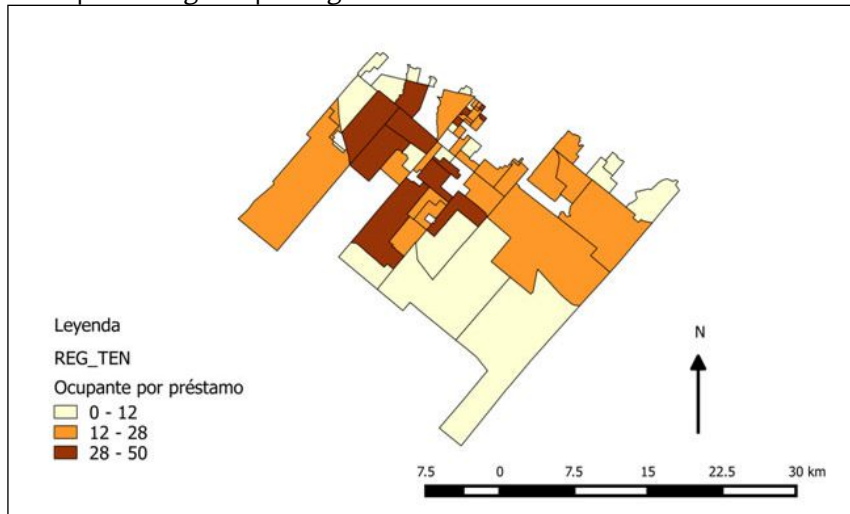 Leyenda
REG_TEN
Ocupante por préstamo
0 - 12
12 - 28
28 - 50
N
7.5 0 7.5 15 22.5 30 km